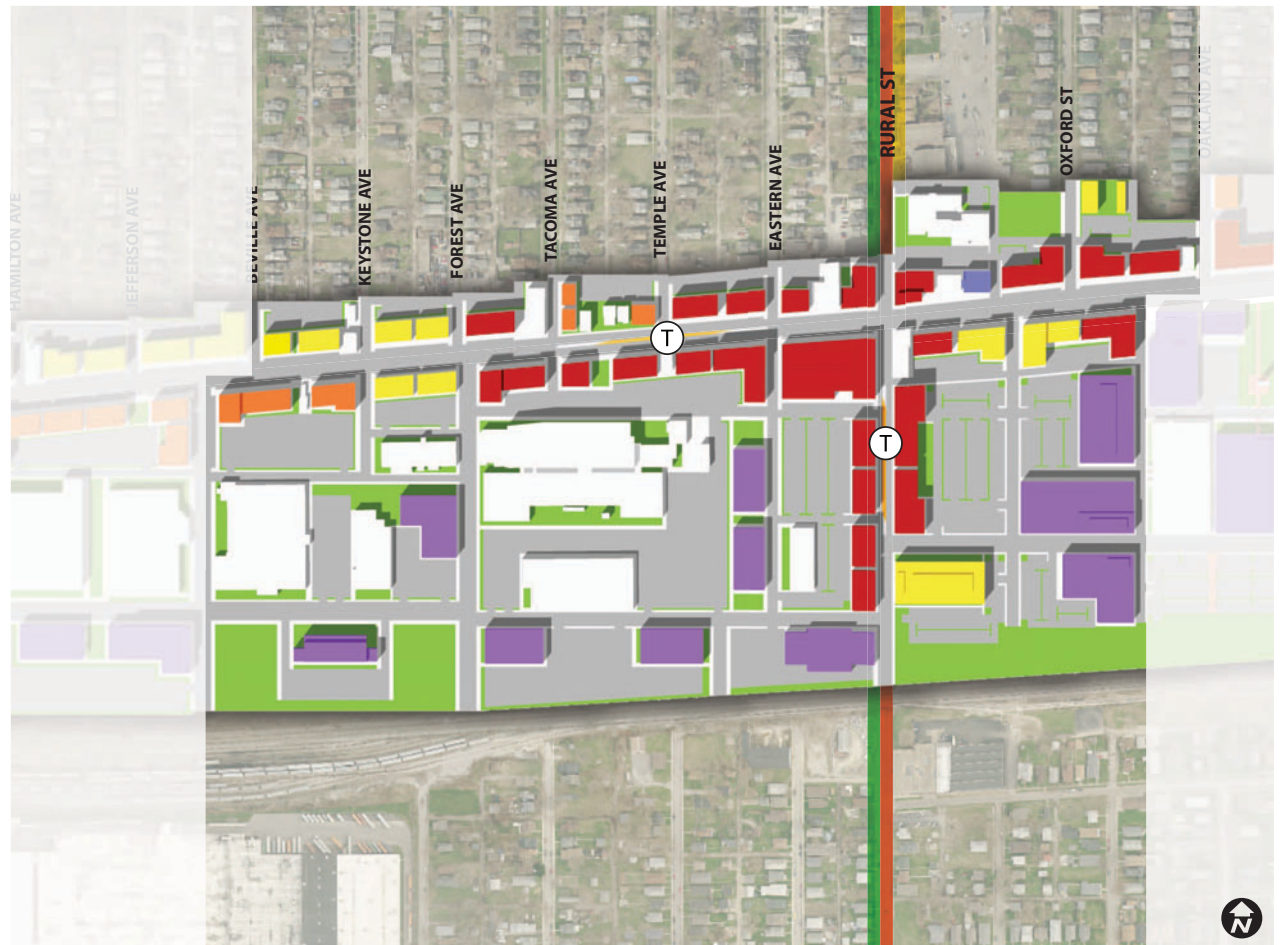 HAMILTON AVE
JEFFERSON AVE
BEVILLE AVE
KEYSTONE AVE
FOREST AVE
TACOMA AVE
TEMPLE AVE
EASTERN AVE
RURAL ST
OXFORD ST
OAKLAND AVE
T
T
N